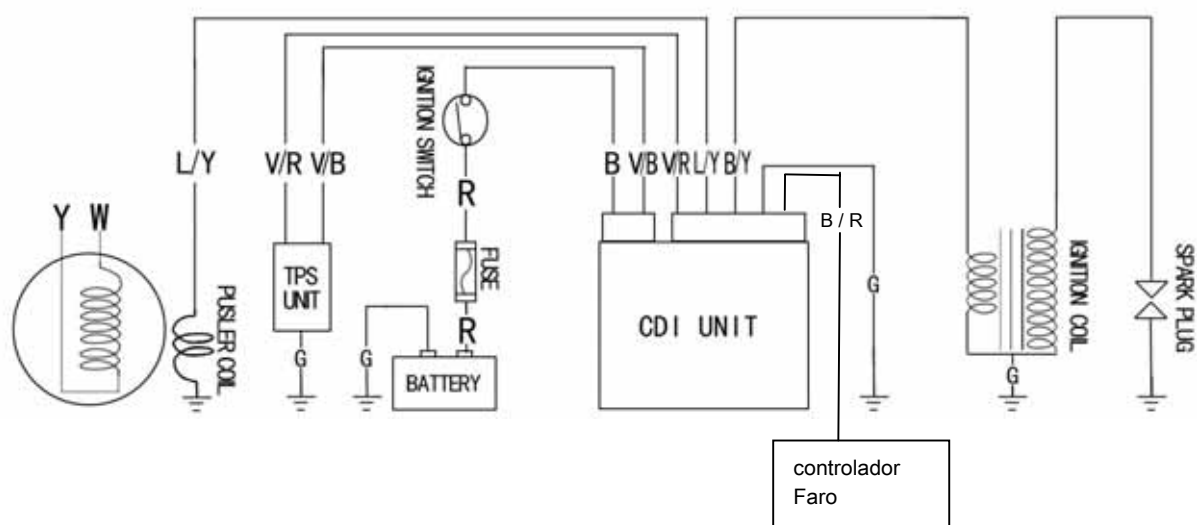 IGNITION SWITCH
L/Y
V/R V/B
B V/B V/R L/Y B/Y
R
B / R
Y W
FUSE
TPS
UNIT
PUSLER COIL
R
G
G
BATTERY
CDI UNIT
G
IGNITION COIL
G
SPARK PLUG
controlador
Faro